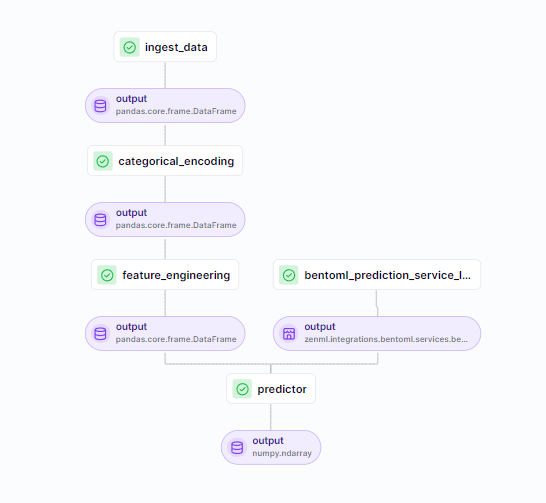 ingest_data
output
pandas.core.frame.DataFrame
categorical_encoding
output
pandas.core.frame.DataFrame
feature_engineering
bentoml_prediction_service_l...
output
pandas.core.frame.DataFrame
output
zenml.integrations.bentoml.services.be...
predictor
output
numpy.ndarray